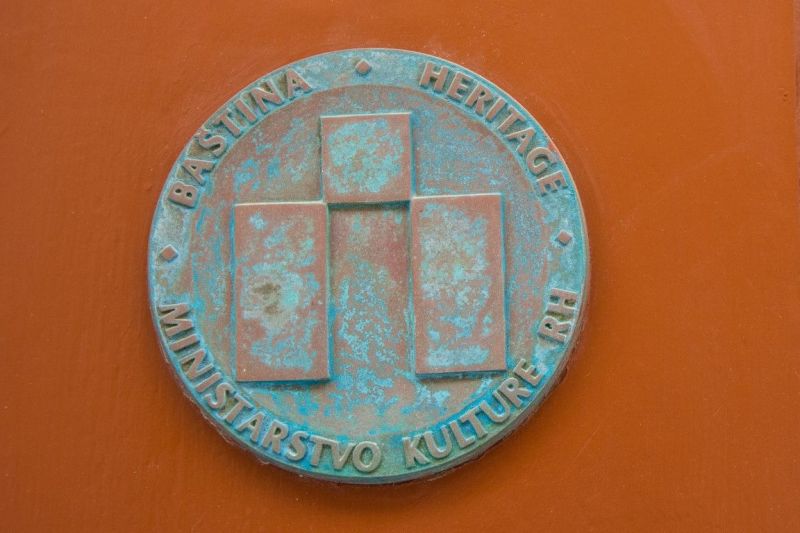 BAŠTINA
HERITAGE
MINISTARSTVO KULTURE RH